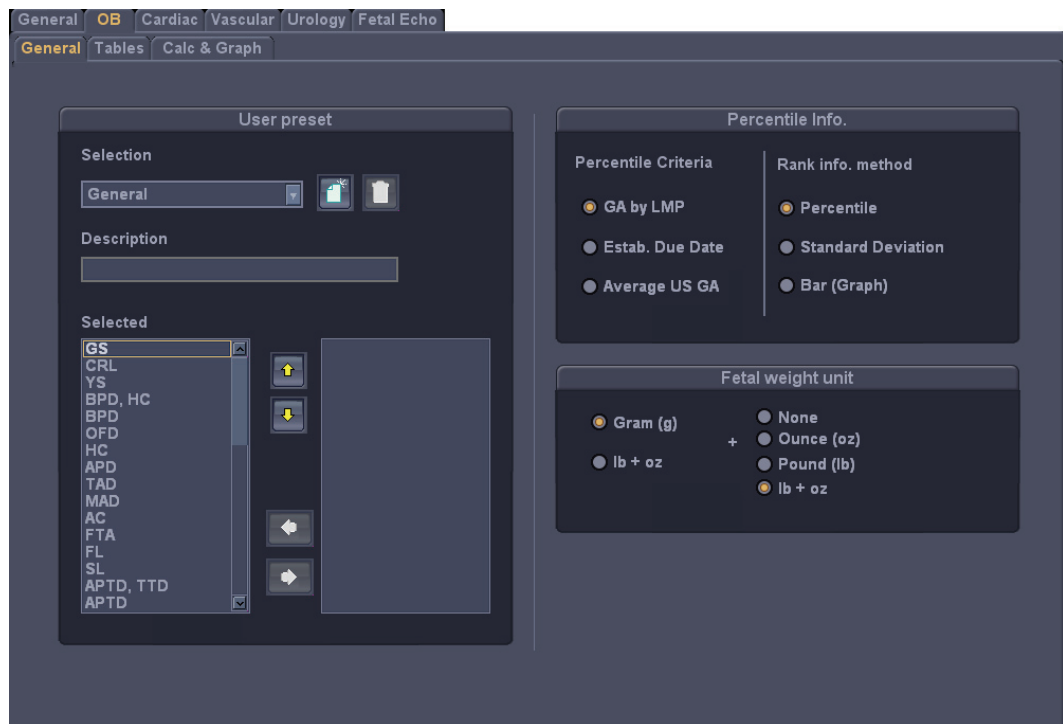 General OB Cardiac Vascular Urology Fetal Echo
General Tables Calc & Graph
User preset
Selection
General
Description
Selected
GS
CRL
YS
BPD, HC
BPD
OFD
HC
APD
TAD
MAD
AC
FTA
FL
SL
APTD, TTD
APTD
Percentile Info.
Percentile Criteria
GA by LMP
Estab. Due Date
Average US GA
Rank info. method
Percentile
Standard Deviation
Bar (Graph)
Fetal weight unit
Gram (g)
lb + oz
+
None
Ounce (oz)
Pound (lb)
lb + oz